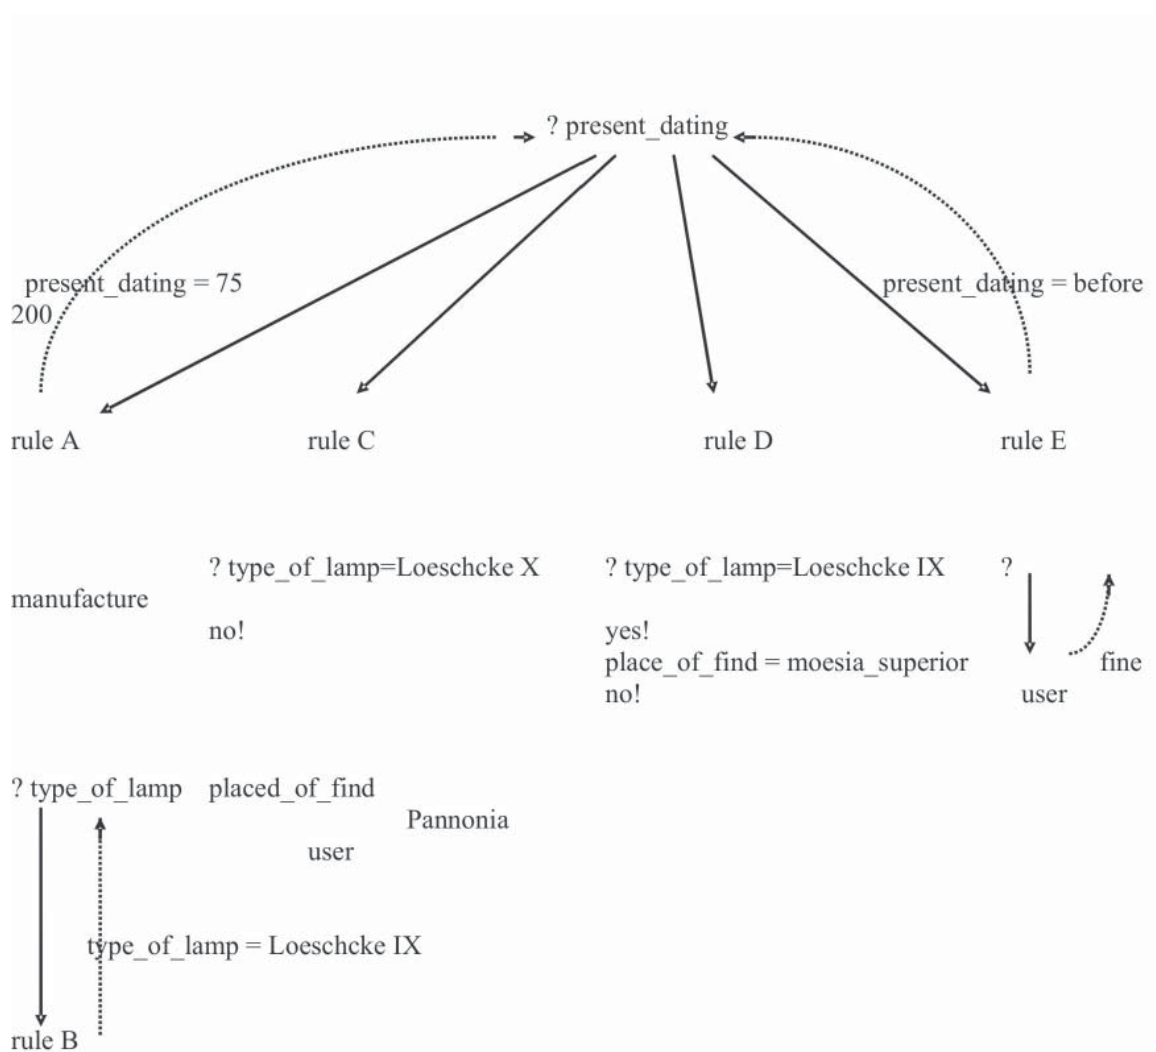 ? present_dating
present_dating = 75
present_dating = before
200
rule A
rule C
rule D
rule E
? type_of_lamp=Loeschcke X
? type_of_lamp=Loeschcke IX
?
manufacture
no!
yes!
place_of_find = moesia_superior
fine
no!
user
? type_of_lamp placed_of_find
Pannonia
user
type_of_lamp = Loeschcke IX
rule B